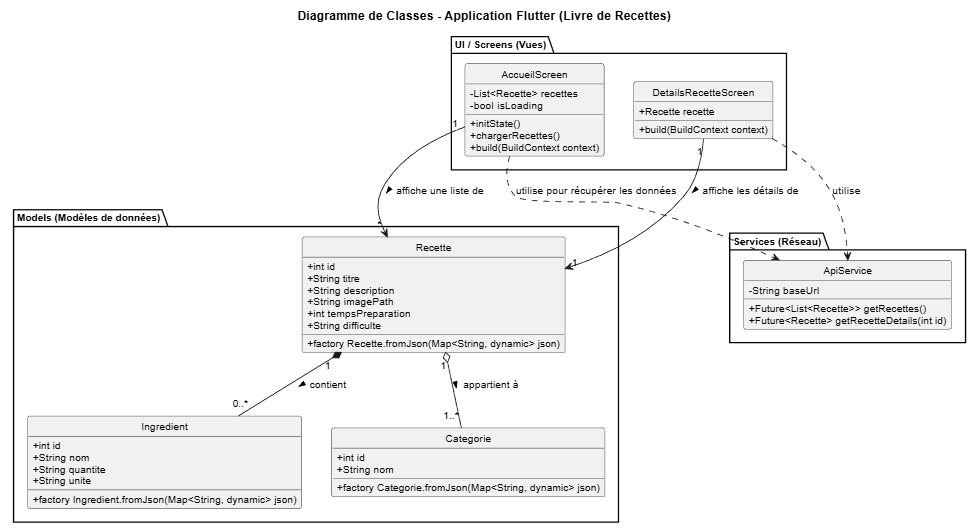 Diagramme de Classes - Application Flutter (Livre de Recettes)
UI / Screens (Vues)
AccueilScreen
-List<Recette> recettes
-bool isLoading
+initState()
+chargerRecettes()
+build(BuildContext context)
DetailsRecetteScreen
+Recette recette
+build(BuildContext context)
1
1
affiche une liste de
utilise pour récupérer les données
affiche les détails de
utilise
*
1
Models (Modèles de données)
Recette
+int id
+String titre
+String description
+String imagePath
+int tempsPreparation
+String difficulte
+factory Recette.fromJson(Map<String, dynamic> json)
Services (Réseau)
ApiService
-String baseUrl
+Future<List<Recette>> getRecettes()
+Future<Recette> getRecetteDetails(int id)
1
1
contient
appartient à
0..*
1..*
Ingredient
+int id
+String nom
+String quantite
+String unite
+factory Ingredient.fromJson(Map<String, dynamic> json)
Categorie
+int id
+String nom
+factory Categorie.fromJson(Map<String, dynamic> json)